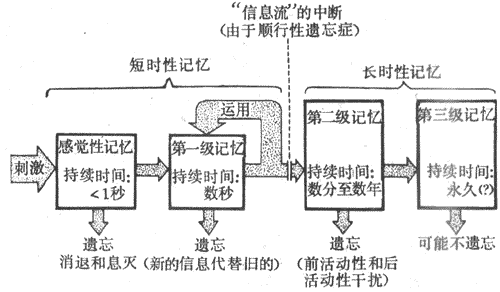 “信息流”的中断
(由于顺行性遗忘症)
短时性记忆
长时性记忆
运用
刺激
感觉性记忆
持续时间:
<1秒
第一级记忆
持续时间:
数秒
第二级记忆
持续时间:
数分至数年
第三级记忆
持续时间:
永久(?)
遗忘
消退和息灭
遗忘
(新的信息代替旧的)
遗忘
(前活动性和后
活动性干扰)
可能不遗忘